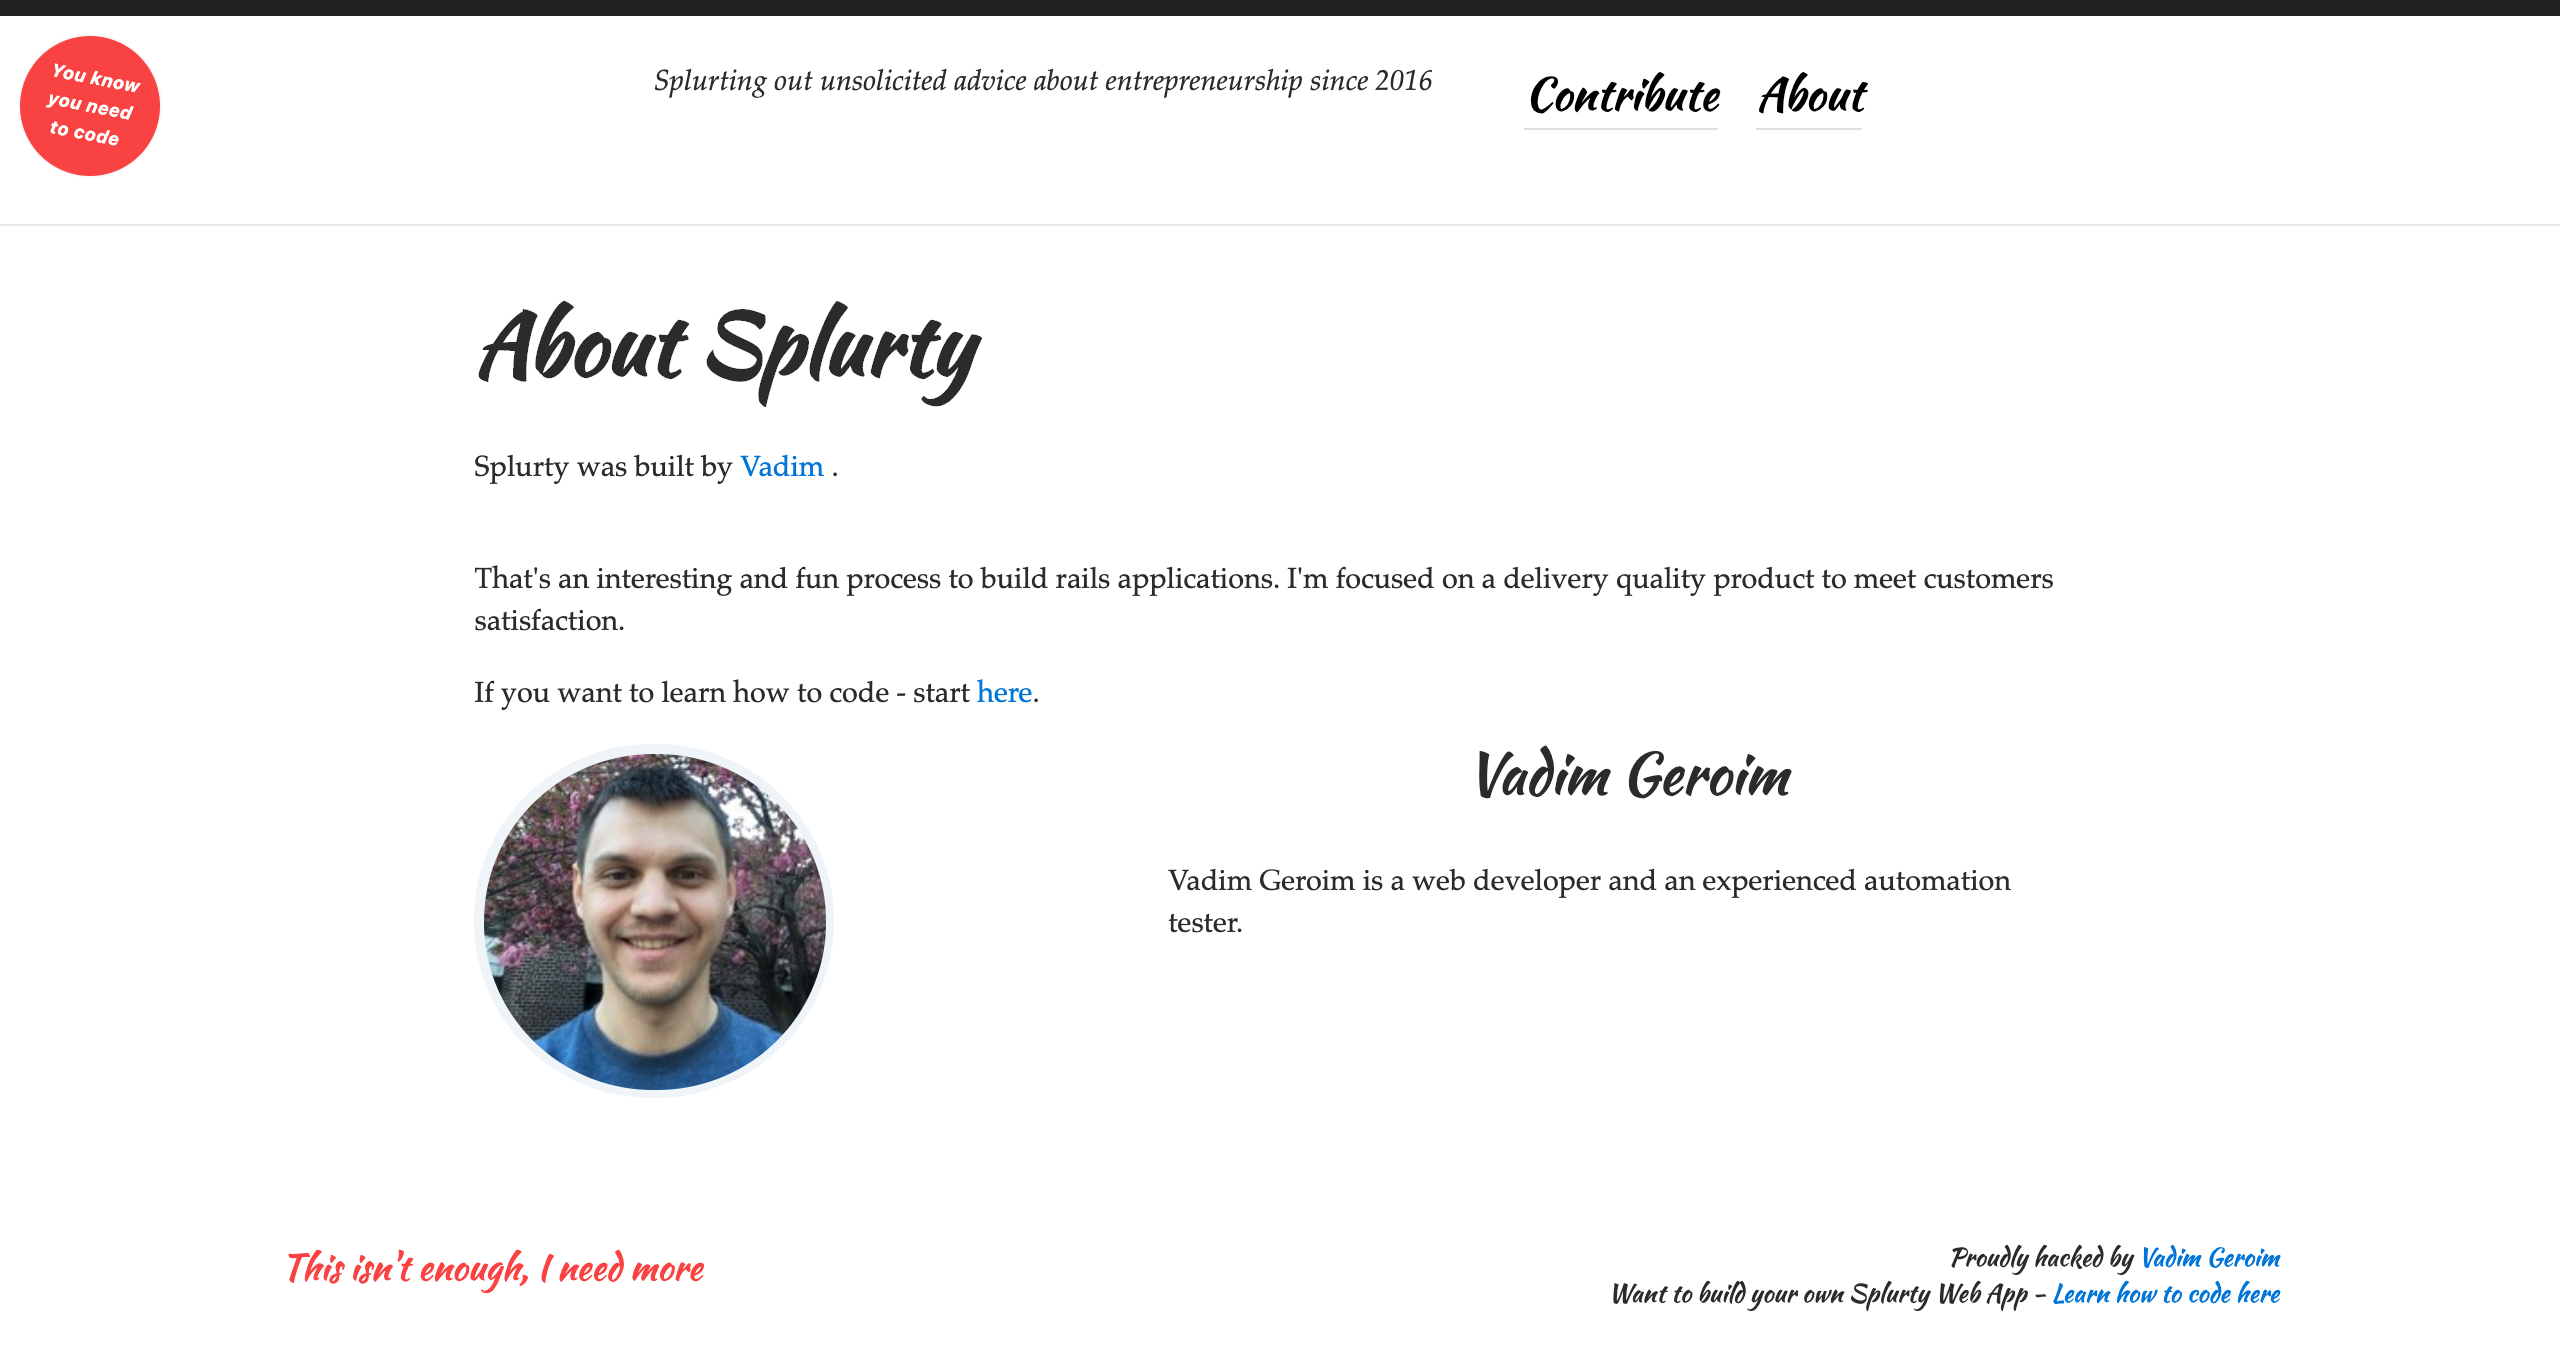 You know
you need
to code
Splurting out unsolicited advice about entrepreneurship since 2016
Contribute About
About Splurty
Splurty was built by Vadim .
That's an interesting and fun process to build rails applications. I'm focused on a delivery quality product to meet customers
satisfaction.
If you want to learn how to code - start here.
Vadim Geroim
Vadim Geroim is a web developer and an experienced automation
tester.
This isn't enough, I need more
Proudly hacked by Vadim Geroim
Want to build your own Splurty Web App - Learn how to code here